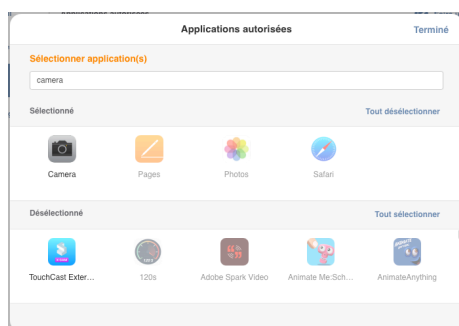 Applications autorisées
Terminé
Sélectionner application(s)
camera
Sélectionné
Tout désélectionner
Camera
Pages
Photos
Safari
Désélectionné
Tout sélectionner
TouchCast Exter...
120s
Adobe Spark Video
Animate Me:Sch...
AnimateAnything